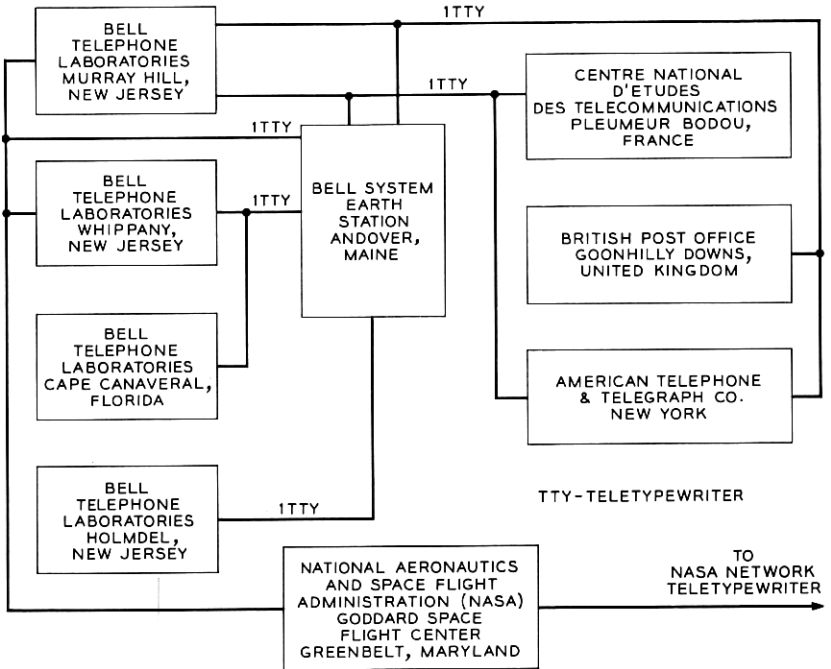 1TTY
BELL
TELEPHONE
LABORATORIES
MURRAY HILL,
NEW JERSEY
1TTY
CENTRE NATIONAL
D'ETUDES
DES TELECOMMUNICATIONS
PLEUMEUR BODOU,
FRANCE
1TTY
BELL
TELEPHONE
LABORATORIES
WHIPPANY,
NEW JERSEY
1TTY
BELL SYSTEM
EARTH
STATION
ANDOVER,
MAINE
BRITISH POST OFFICE
GOONHILLY DOWNS,
UNITED KINGDOM
BELL
TELEPHONE
LABORATORIES
CAPE CANAVERAL,
FLORIDA
AMERICAN TELEPHONE
& TELEGRAPH CO.
NEW YORK
BELL
TELEPHONE
LABORATORIES
HOLMDEL,
NEW JERSEY
1TTY
TTY-TELETYPEWRITER
NATIONAL AERONAUTICS
AND SPACE FLIGHT
ADMINISTRATION (NASA)
GODDARD SPACE
FLIGHT CENTER
GREENBELT, MARYLAND
TO
NASA NETWORK
TELETYPEWRITER